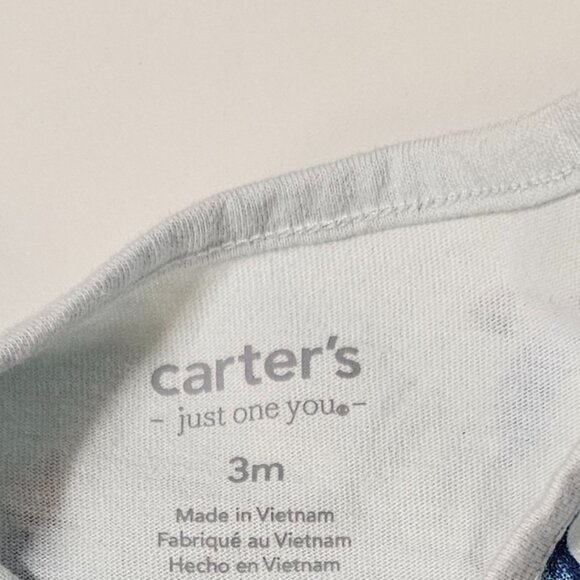 carter's
- just one you®-
3m
Made in Vietnam
Fabriqué au Vietnam
Hecho en Vietnam